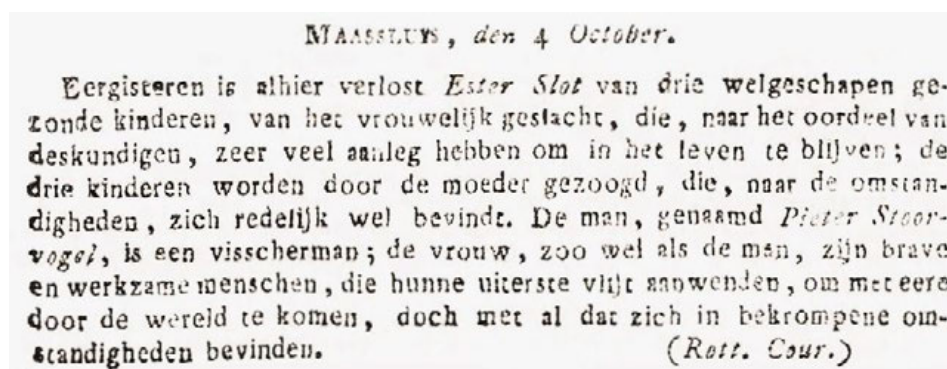 MAASSLUYS, den 4 October.
Eergisteren is alhier verlost Ester Slot van drie welgeschapen ge-
zonde kinderen, van het vrouwelijk geslacht, die, naar het oordeel van
deskundigen, zeer veel aanleg hebben om in het leven te blijven; de
drie kinderen worden door de moeder gezoogd, die, naar de omstan-
digheden, zich redelijk wel bevindt. De man, genaamd Pieter Stoor-
vogel, is een visscherman; de vrouw, zoo wel als de man, zijn brave
en werkzame menschen, die hunne uiterste vlijt aanwenden, om met eere
door de wereld te komen, doch met al dat zich in bekrompene om-
standigheden bevinden. (Rott. Cour.)